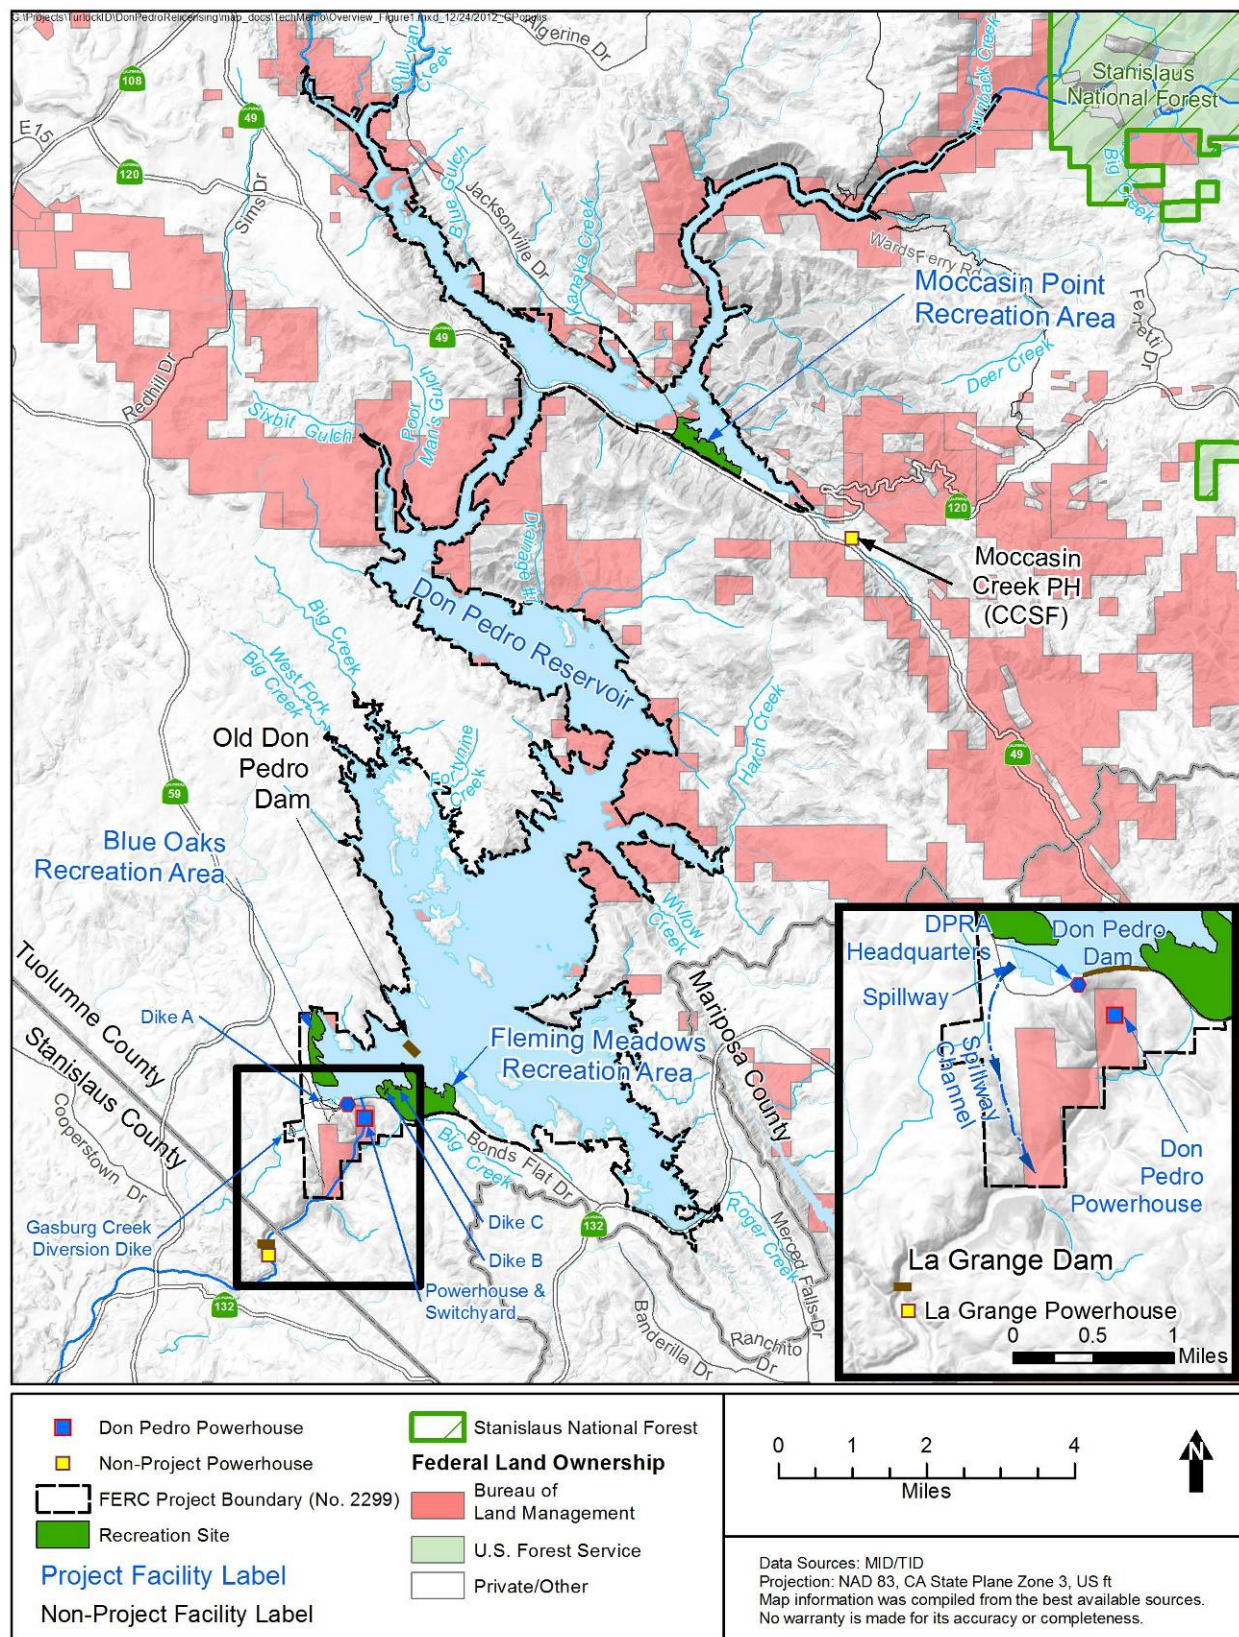 G:\Projects\TurlockID\DonPedroRelicensing\map_docs\TechMemo\Overview_Figure1.mxd_12/24/2012_GPoppis
Algerine Dr
Sullivan
Creek
Turnback Creek
Stanislaus
National Forest
108
49
E15
120
Sims Dr
Blue Gulch
Jacksonville Dr
Kanaka Creek
Big
Creek
Wards Ferry Rd
Moccasin Point
Recreation Area
Ferretti Dr
49
Deer Creek
Redhill Dr
Sixbit Gulch
Poor
Man's Gulch
120
Drainage #1
Moccasin
Creek PH
(CCSF)
Don Pedro Reservoir
Big Creek
West Fork
Big Creek
Hatch Creek
Old Don
Pedro
Dam
Fortynine
Creek
49
59
Blue Oaks
Recreation Area
Willow
Creek
Tuolumne County
Stanislaus County
Mariposa County
Dike A
Fleming Meadows
Recreation Area
Cooperstown Dr
Big
Creek
Bonds Flat Dr
Gasburg Creek
Diversion Dike
Dike C
Dike B
Powerhouse &
Switchyard
132
132
Roger Creek
Merced Falls Dr
Banderilla Dr
Ranchito
Dr
DPRA
Headquarters
Don Pedro
Dam
Spillway
Spillway
Channel
Don
Pedro
Powerhouse
La Grange Dam
La Grange Powerhouse
0 0.5 1
Miles
Don Pedro Powerhouse
Non-Project Powerhouse
FERC Project Boundary (No. 2299)
Recreation Site
Project Facility Label
Non-Project Facility Label
Stanislaus National Forest
Federal Land Ownership
Bureau of
Land Management
U.S. Forest Service
Private/Other
0 1 2 4
Miles
N
Data Sources: MID/TID
Projection: NAD 83, CA State Plane Zone 3, US ft
Map information was compiled from the best available sources.
No warranty is made for its accuracy or completeness.